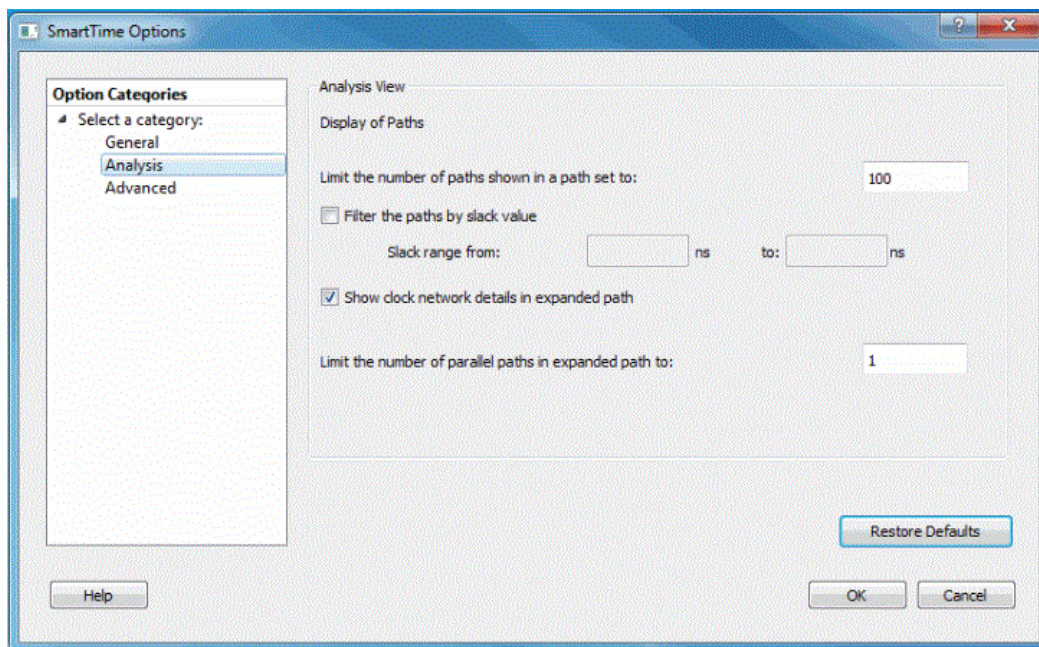 SmartTime Options
Option Categories
Select a category:
General
Analysis
Advanced
Analysis View
Display of Paths
Limit the number of paths shown in a path set to: 100
Filter the paths by slack value
Slack range from: ns to: ns
Show clock network details in expanded path
Limit the number of parallel paths in expanded path to: 1
Restore Defaults
Help OK Cancel